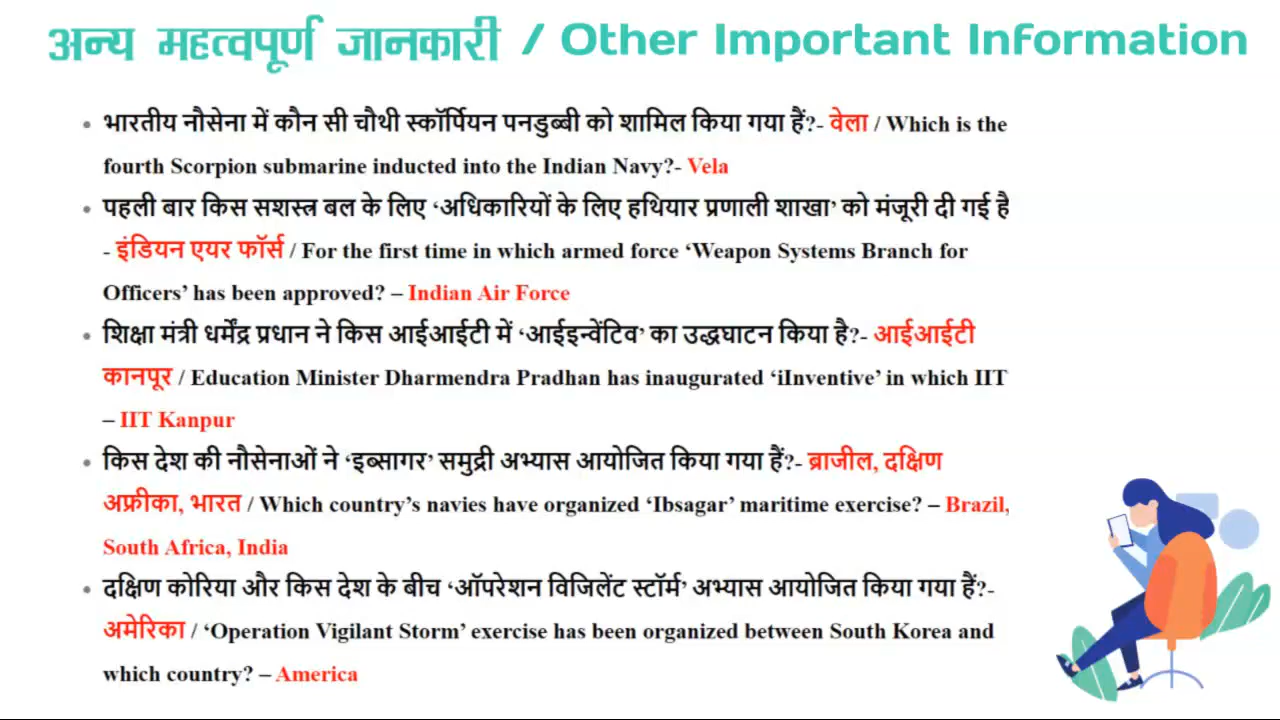 अन्य महत्वपूर्ण जानकारी / Other Important Information
• भारतीय नौसेना में कौन सी चौथी स्कॉर्पियन पनडुब्बी को शामिल किया गया हैं?- वेला / Which is the
fourth Scorpion submarine inducted into the Indian Navy?- Vela
• पहली बार किस सशस्त्र बल के लिए ‘अधिकारियों के लिए हथियार प्रणाली शाखा’ को मंजूरी दी गई है
- इंडियन एयर फॉर्स / For the first time in which armed force ‘Weapon Systems Branch for
Officers’ has been approved? – Indian Air Force
• शिक्षा मंत्री धर्मेंद्र प्रधान ने किस आईआईटी में ‘आईइन्वेंटिव’ का उद्धघाटन किया है?- आईआईटी
कानपूर / Education Minister Dharmendra Pradhan has inaugurated ‘iInventive’ in which IIT
– IIT Kanpur
• किस देश की नौसेनाओं ने ‘इब्सागर’ समुद्री अभ्यास आयोजित किया गया हैं?- ब्राजील, दक्षिण
अफ्रीका, भारत / Which country’s navies have organized ‘Ibsagar’ maritime exercise? – Brazil,
South Africa, India
• दक्षिण कोरिया और किस देश के बीच ‘ऑपरेशन विजिलेंट स्टॉर्म’ अभ्यास आयोजित किया गया हैं?-
अमेरिका / ‘Operation Vigilant Storm’ exercise has been organized between South Korea and
which country? – America